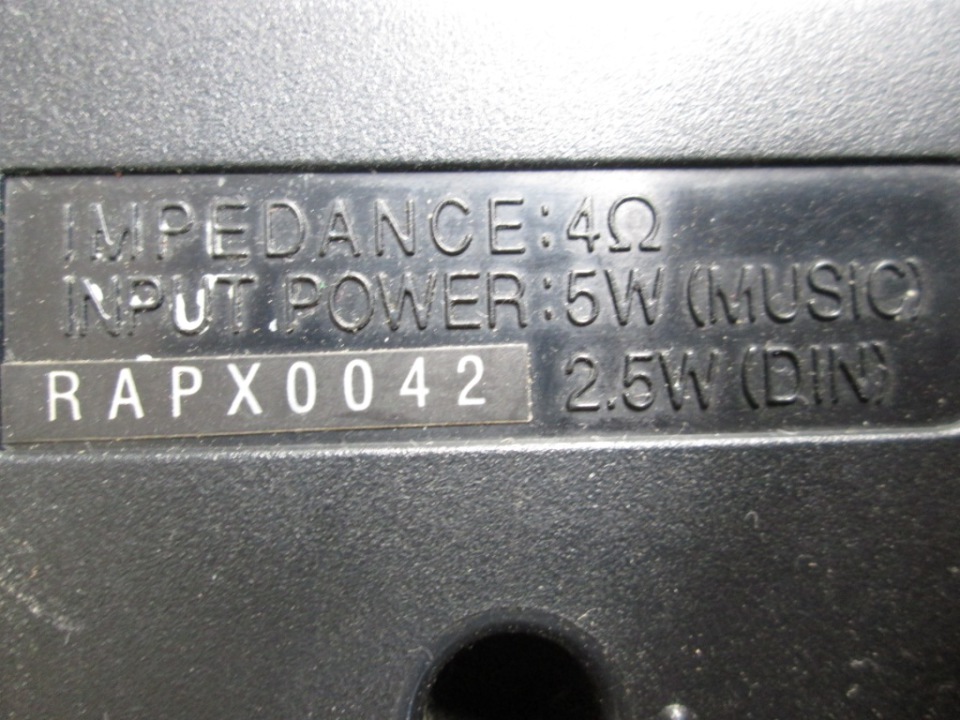 IMPEDANCE:4Ω
INPUT POWER:5W(MUSIC)
RAPX0042 2.5W(DIN)